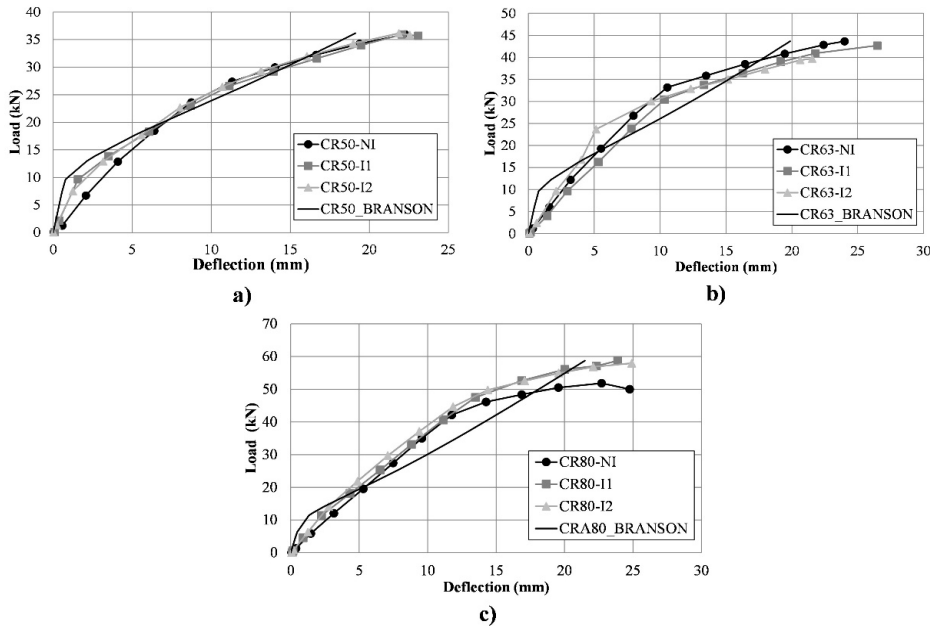 40
35
30
25
20
15
10
5
0
Load (kN)
0 5 10 15 20 25
Deflection (mm)
CR50-NI
CR50-I1
CR50-I2
CR50_BRANSON
a)
50
45
40
35
30
25
20
15
10
5
0
Load (kN)
0 5 10 15 20 25 30
Deflection (mm)
CR63-NI
CR63-I1
CR63-I2
CR63_BRANSON
b)
70
60
50
40
30
20
10
0
Load (kN)
0 5 10 15 20 25 30
Deflection (mm)
CR80-NI
CR80-I1
CR80-I2
CRA80_BRANSON
c)